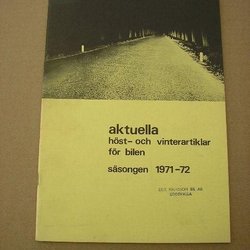 aktuella
höst- och vinterartiklar
för bilen
säsongen 1971-72